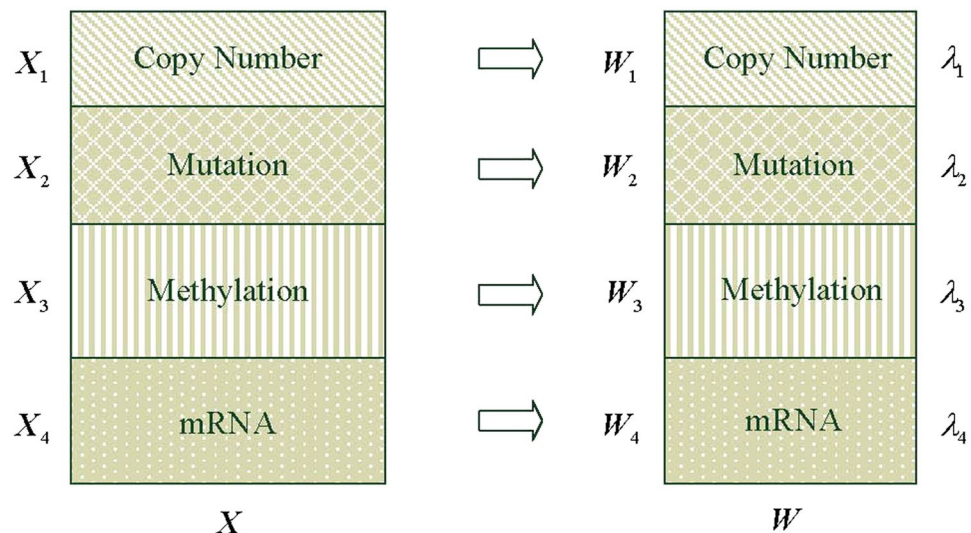 X₁ Copy Number W₁ Copy Number λ₁
X₂ Mutation W₂ Mutation λ₂
X₃ Methylation W₃ Methylation λ₃
X₄ mRNA W₄ mRNA λ₄
X W